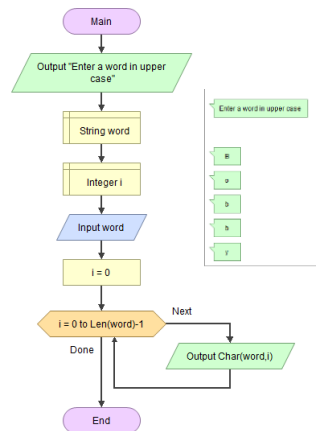 Main
Output "Enter a word in upper
case"
String word
Integer i
Input word
i = 0
i = 0 to Len(word)-1
Next
Done
Output Char(word,i)
End
Enter a word in upper case
a